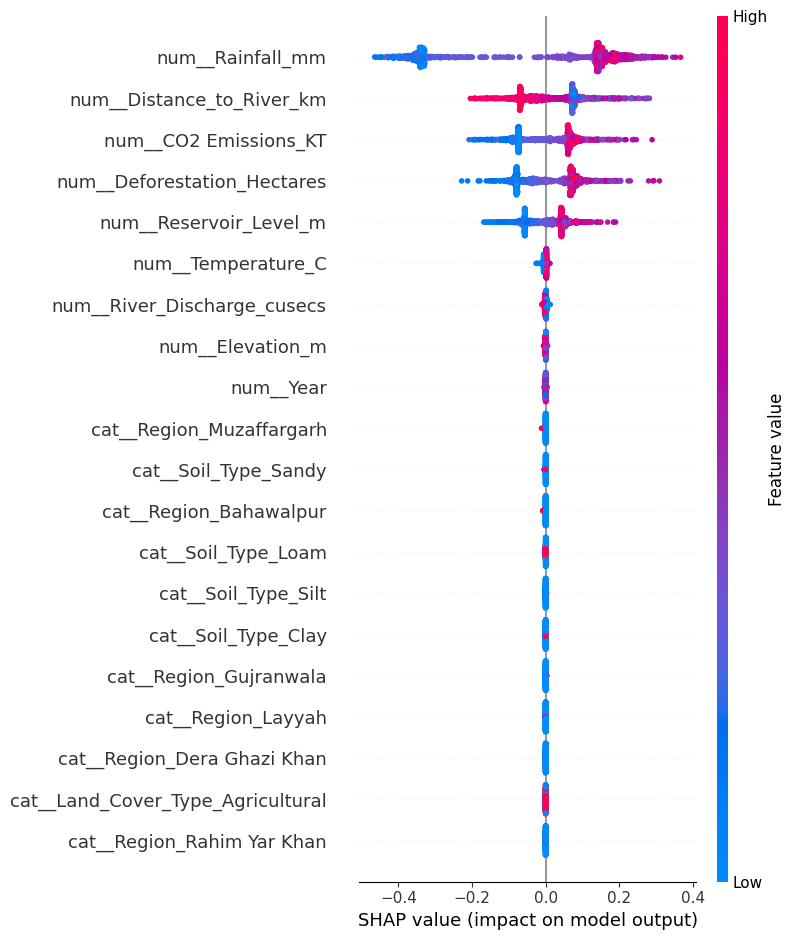 High
num__Rainfall_mm
num__Distance_to_River_km
num__CO2 Emissions_KT
num__Deforestation_Hectares
num__Reservoir_Level_m
num__Temperature_C
num__River_Discharge_cusecs
num__Elevation_m
num__Year
cat__Region_Muzaffargarh
cat__Soil_Type_Sandy
cat__Region_Bahawalpur
cat__Soil_Type_Loam
cat__Soil_Type_Silt
cat__Soil_Type_Clay
cat__Region_Gujranwala
cat__Region_Layyah
cat__Region_Dera Ghazi Khan
cat__Land_Cover_Type_Agricultural
cat__Region_Rahim Yar Khan
Feature value
Low
−0.4 −0.2 0.0 0.2 0.4
SHAP value (impact on model output)